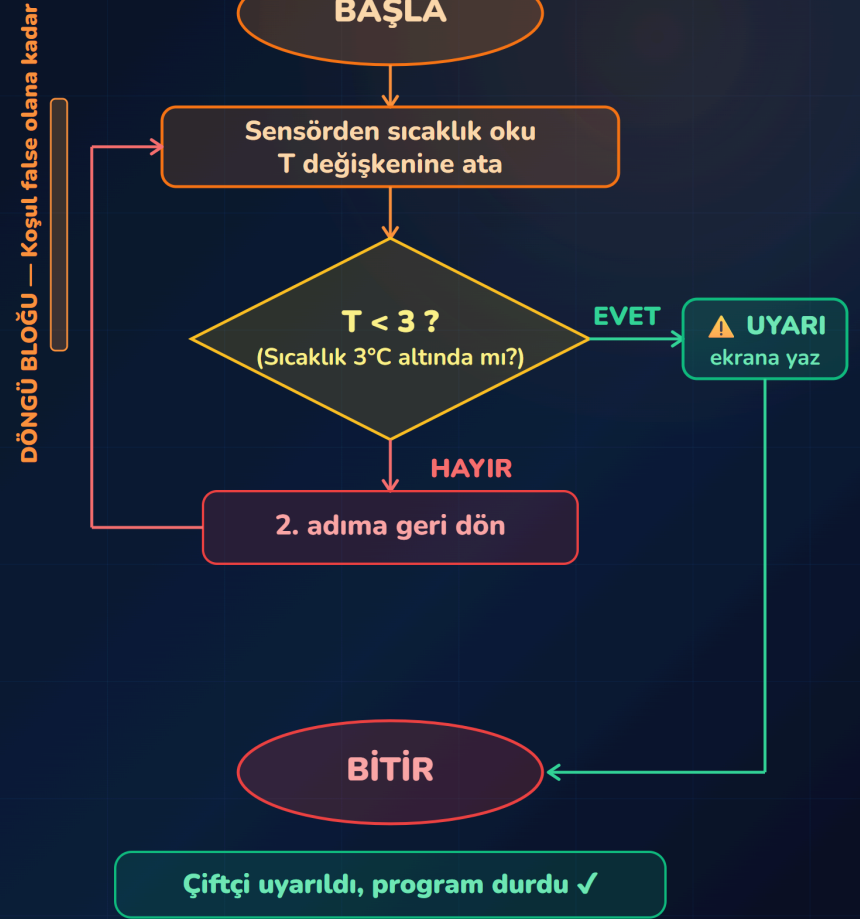 BAŞLA
DÖNGÜ BLOĞU — Koşul false olana kadar
Sensörden sıcaklık oku
T değişkenine ata
T < 3 ?
(Sıcaklık 3°C altında mı?)
EVET
⚠ UYARI
ekrana yaz
HAYIR
2. adıma geri dön
BİTİR
Çiftçi uyarıldı, program durdu ✓